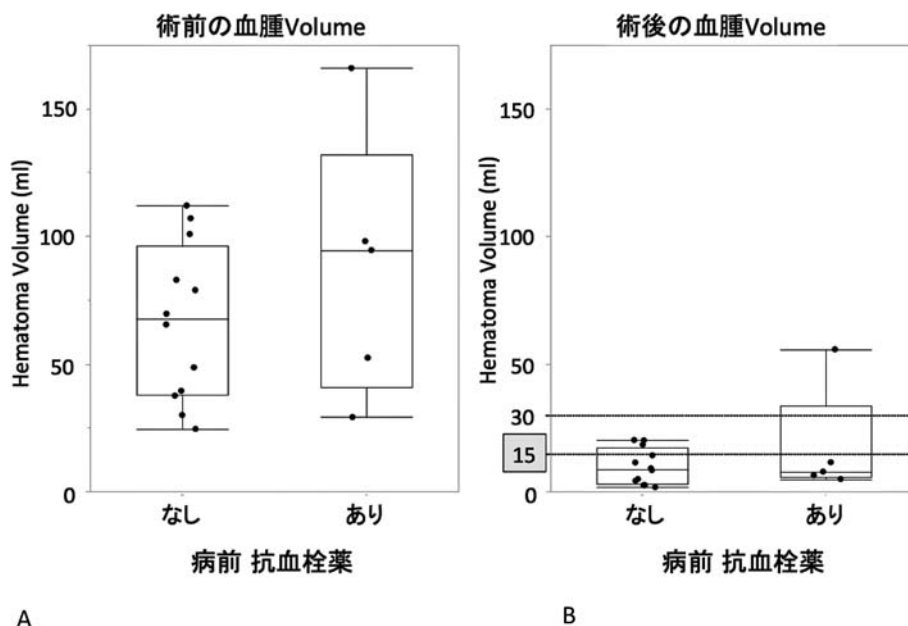 術前の血腫Volume
Hematoma Volume (ml)
150
100
50
0
なし あり
病前 抗血栓薬
A
術後の血腫Volume
Hematoma Volume (ml)
150
100
50
30
15
0
なし あり
病前 抗血栓薬
B